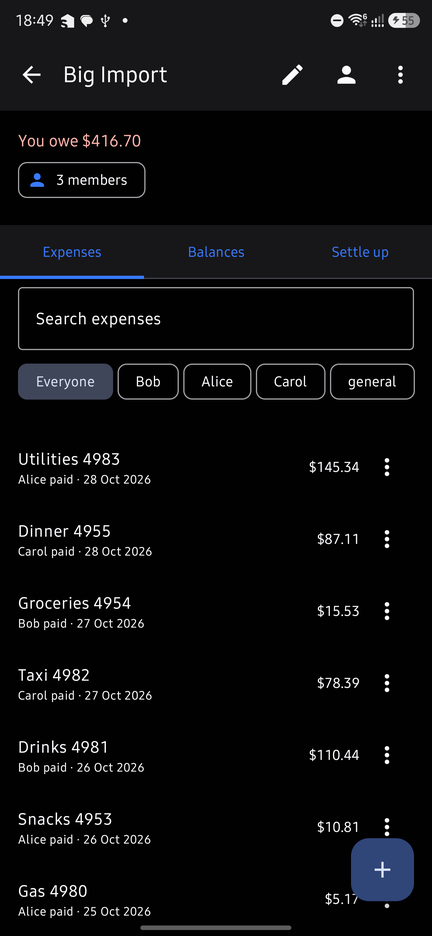 18:49
6
55
Big Import
You owe $416.70
3 members
Expenses Balances Settle up
Search expenses
Everyone Bob Alice Carol general
Utilities 4983
Alice paid · 28 Oct 2026
$145.34
Dinner 4955
Carol paid · 28 Oct 2026
$87.11
Groceries 4954
Bob paid · 27 Oct 2026
$15.53
Taxi 4982
Carol paid · 27 Oct 2026
$78.39
Drinks 4981
Bob paid · 26 Oct 2026
$110.44
Snacks 4953
Alice paid · 26 Oct 2026
$10.81
Gas 4980
Alice paid · 25 Oct 2026
$5.17